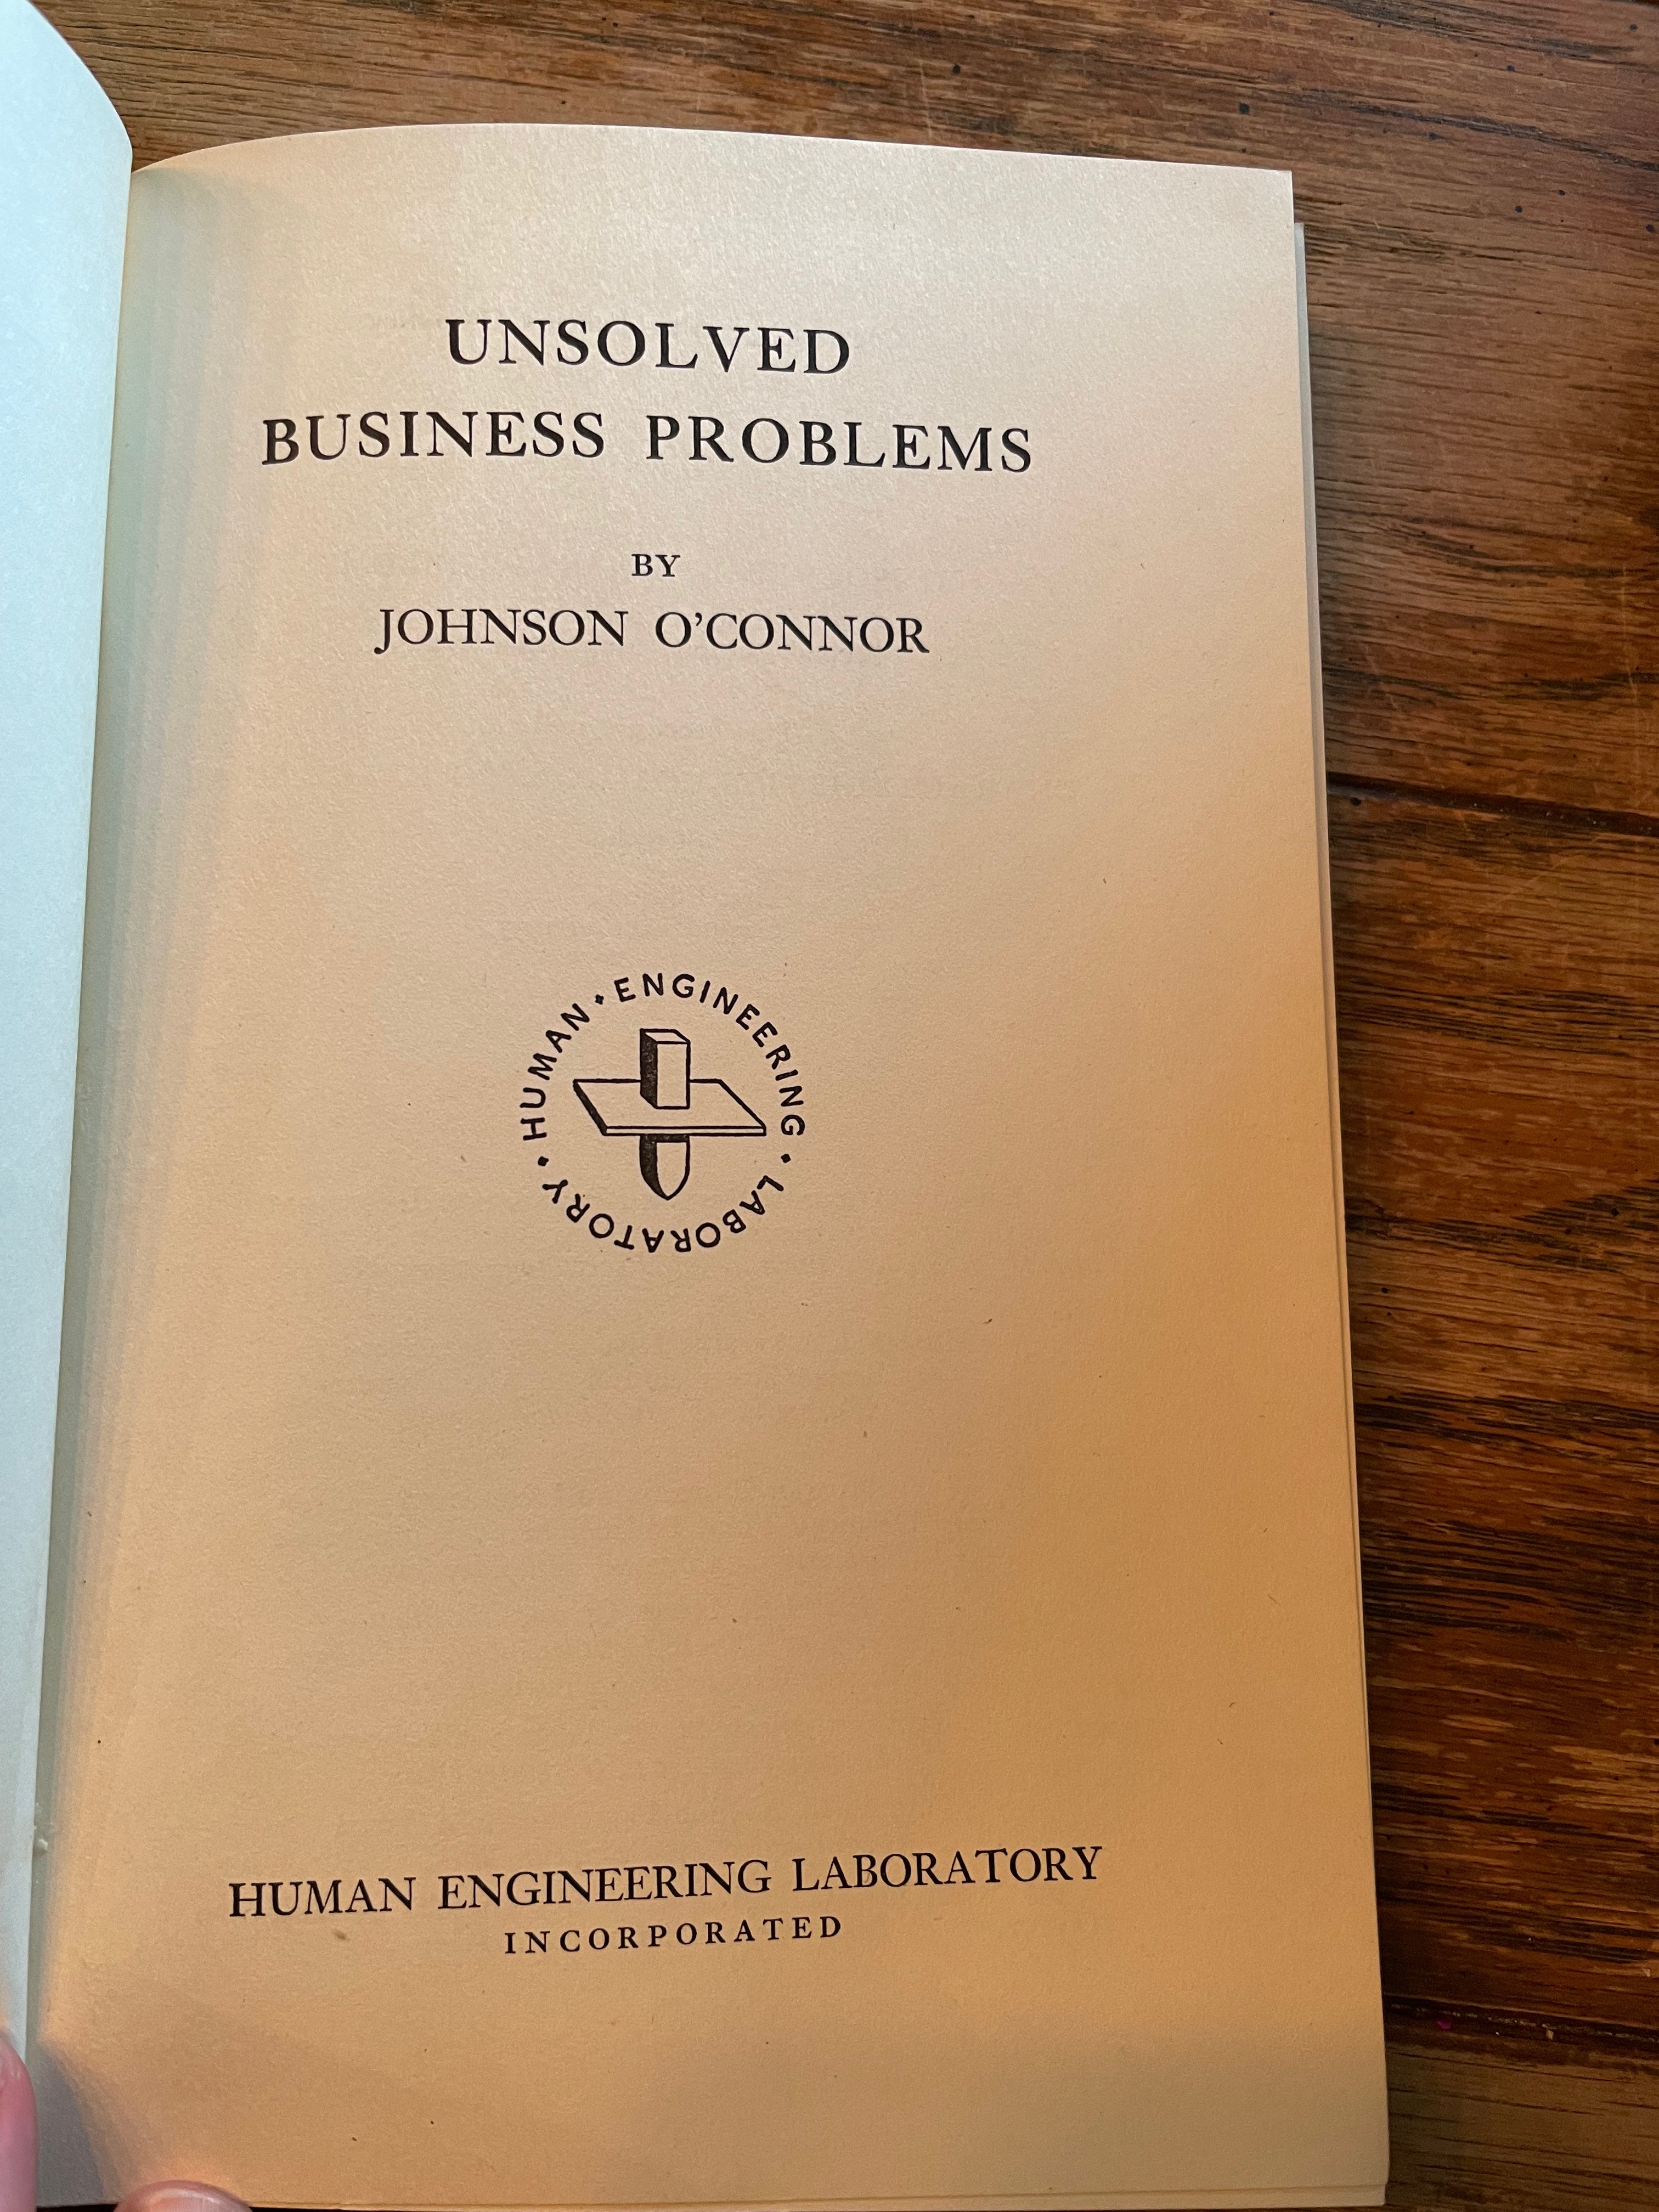 UNSOLVED
BUSINESS PROBLEMS
BY
JOHNSON O'CONNOR
HUMAN • ENGINEERING • LABORATORY •
HUMAN ENGINEERING LABORATORY
INCORPORATED